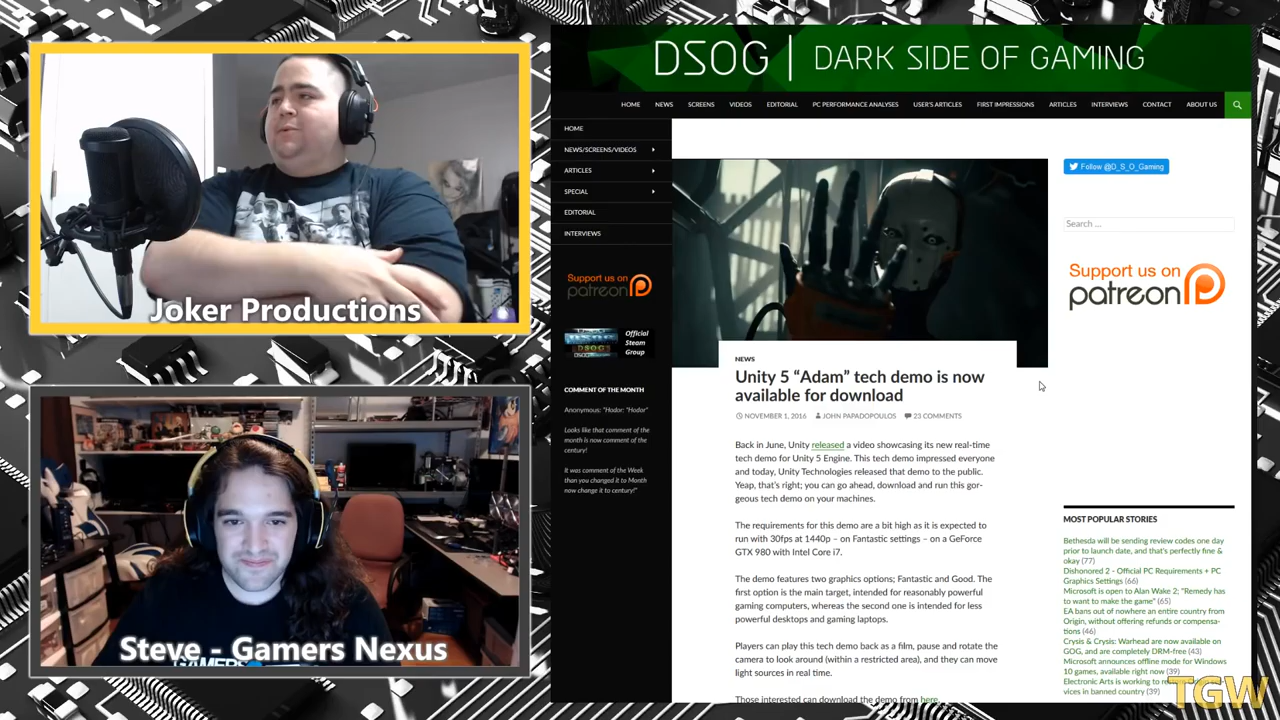 Joker Productions
Steve - Gamers Nexus
DSOG | DARK SIDE OF GAMING
HOME NEWS SCREENS VIDEOS EDITORIAL PC PERFORMANCE ANALYSES USER'S ARTICLES FIRST IMPRESSIONS ARTICLES INTERVIEWS CONTACT ABOUT US
HOME
NEWS/SCREENS/VIDEOS
ARTICLES
SPECIAL
EDITORIAL
INTERVIEWS
Support us on
patreon
Official
Steam
Group
DSOG
COMMENT OF THE MONTH
Anonymous: "Hodor: "Hodor"
Looks like that comment of the
month is now comment of the
century!
It was comment of the Week
than you changed it to Month
now change it to century!"
NEWS
Unity 5 “Adam” tech demo is now
available for download
NOVEMBER 1, 2016 JOHN PAPADOPOULOS 23 COMMENTS
Back in June, Unity released a video showcasing its new real-time
tech demo for Unity 5 Engine. This tech demo impressed everyone
and today, Unity Technologies released that demo to the public.
Yeap, that's right; you can go ahead, download and run this gor-
geous tech demo on your machines.
The requirements for this demo are a bit high as it is expected to
run with 30fps at 1440p – on Fantastic settings – on a GeForce
GTX 980 with Intel Core i7.
The demo features two graphics options; Fantastic and Good. The
first option is the main target, intended for reasonably powerful
gaming computers, whereas the second one is intended for less
powerful desktops and gaming laptops.
Players can play this tech demo back as a film, pause and rotate the
camera to look around (within a restricted area), and they can move
light sources in real time.
Those interested can download the demo from here.
Follow @D_S_O_Gaming
Search ...
Support us on
patreon
MOST POPULAR STORIES
Bethesda will be sending review codes one day
prior to launch date, and that's perfectly fine &
okay (77)
Dishonored 2 - Official PC Requirements + PC
Graphics Settings (66)
Microsoft is open to Alan Wake 2; "Remedy has
to want to make the game" (65)
EA bans out of nowhere an entire country from
Origin, without offering refunds or compensa-
tions (46)
Crysis & Crysis: Warhead are now available on
GOG, and are completely DRM-free (43)
Microsoft announces offline mode for Windows
10 games, available right now (39)
Electronic Arts is working to
vices in banned country (39)
TGW